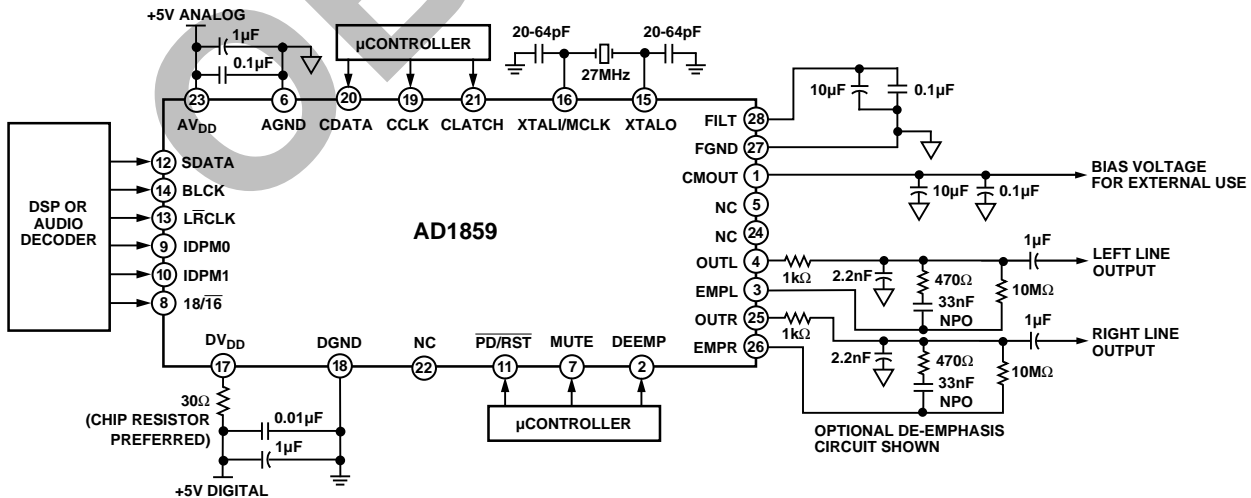 +5V ANALOG
1µF
0.1µF
µCONTROLLER
20-64pF
20-64pF
27MHz
10µF
0.1µF
23
6
20
19
21
16
15
AVDD
AGND
CDATA
CCLK
CLATCH
XTALI/MCLK
XTALO
FILT
28
FGND
27
CMOUT
1
BIAS VOLTAGE
FOR EXTERNAL USE
10µF
0.1µF
NC
5
NC
24
DSP OR
AUDIO
DECODER
12
SDATA
14
BLCK
13
LRCLK
9
IDPM0
10
IDPM1
8
18/16
AD1859
OUTL
4
1kΩ
2.2nF
470Ω
33nF
NPO
10MΩ
1µF
LEFT LINE
OUTPUT
EMPL
3
OUTR
25
1kΩ
2.2nF
470Ω
33nF
NPO
10MΩ
1µF
RIGHT LINE
OUTPUT
EMPR
26
OPTIONAL DE-EMPHASIS
CIRCUIT SHOWN
DVDD
DGND
NC
PD/RST
MUTE
DEEMP
17
18
22
11
7
2
30Ω
(CHIP RESISTOR
PREFERRED)
0.01µF
1µF
+5V DIGITAL
µCONTROLLER